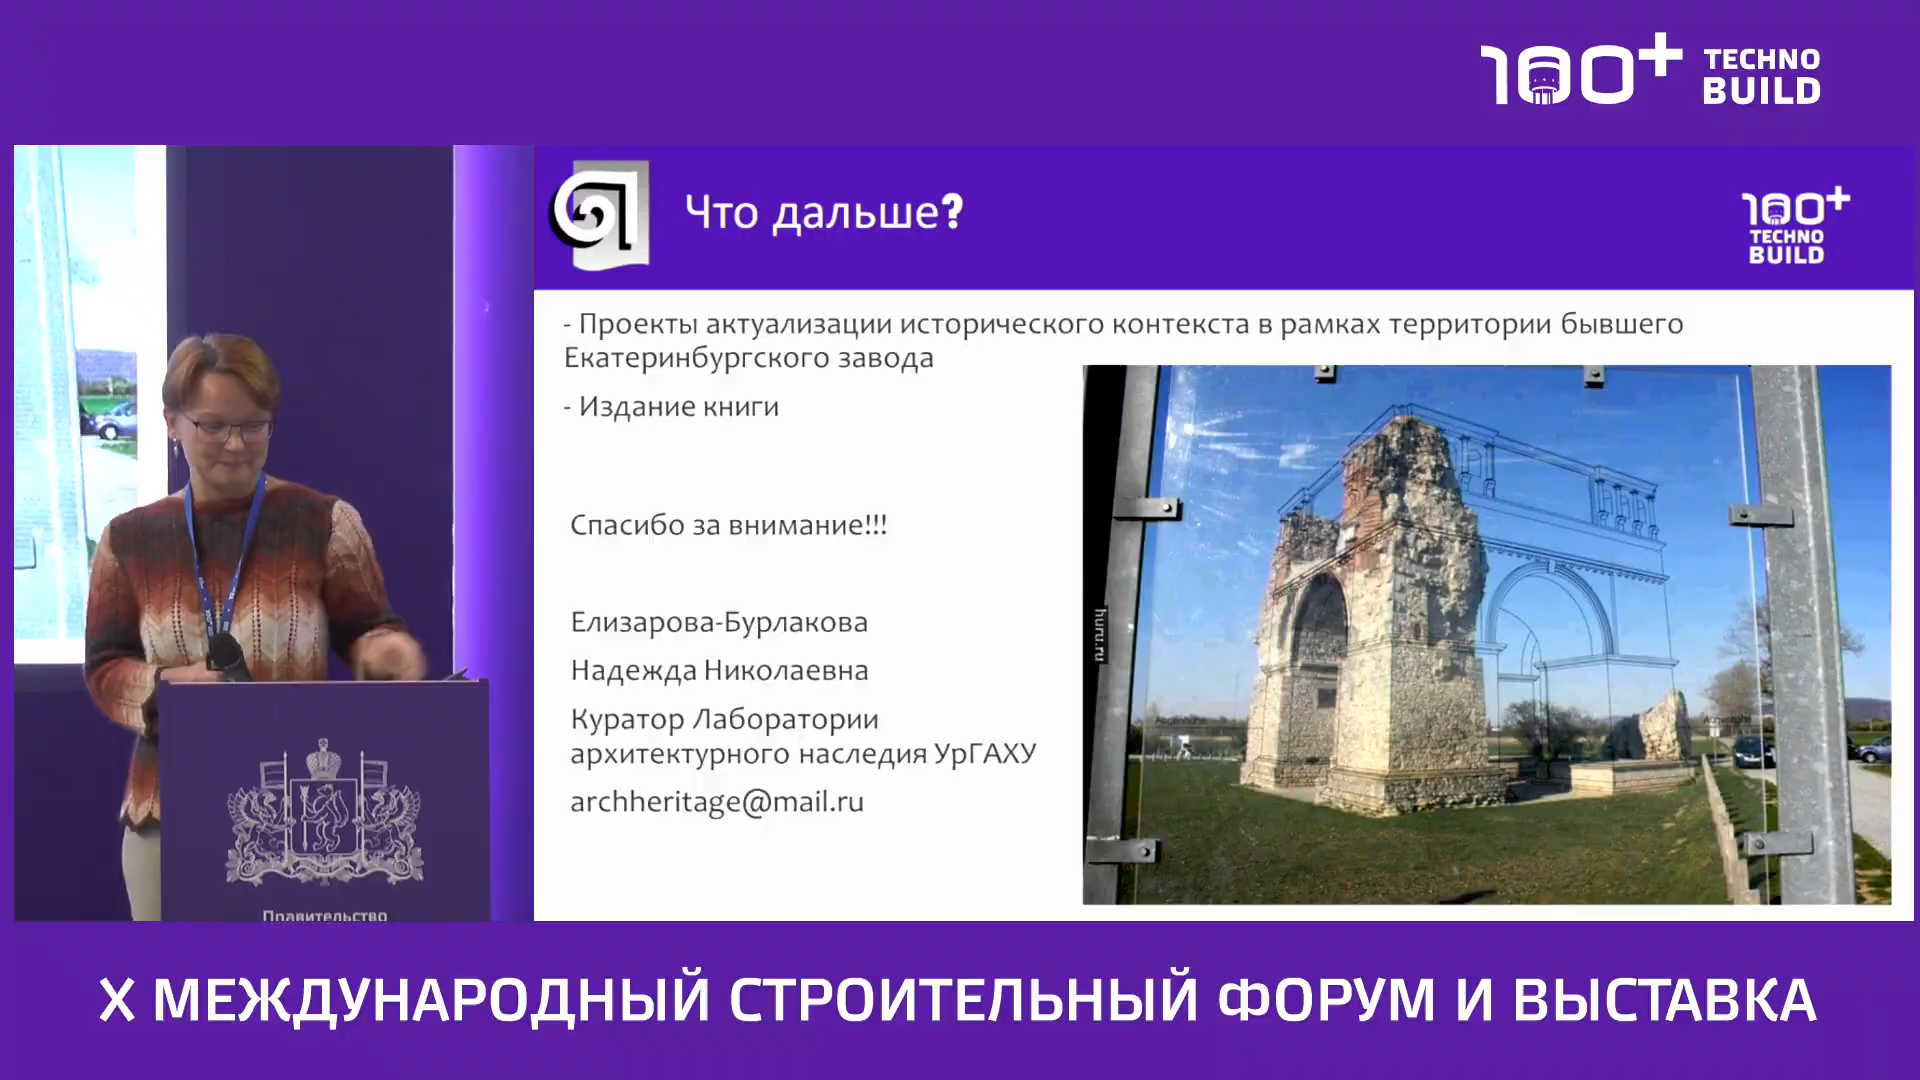 100+ TECHNO
BUILD
Что дальше?
100+
TECHNO
BUILD
- Проекты актуализации исторического контекста в рамках территории бывшего
Екатеринбургского завода
- Издание книги
Спасибо за внимание!!!
Елизарова-Бурлакова
Надежда Николаевна
Куратор Лаборатории
архитектурного наследия УрГАХУ
archheritage@mail.ru
huru.ru
Правительство
X МЕЖДУНАРОДНЫЙ СТРОИТЕЛЬНЫЙ ФОРУМ И ВЫСТАВКА